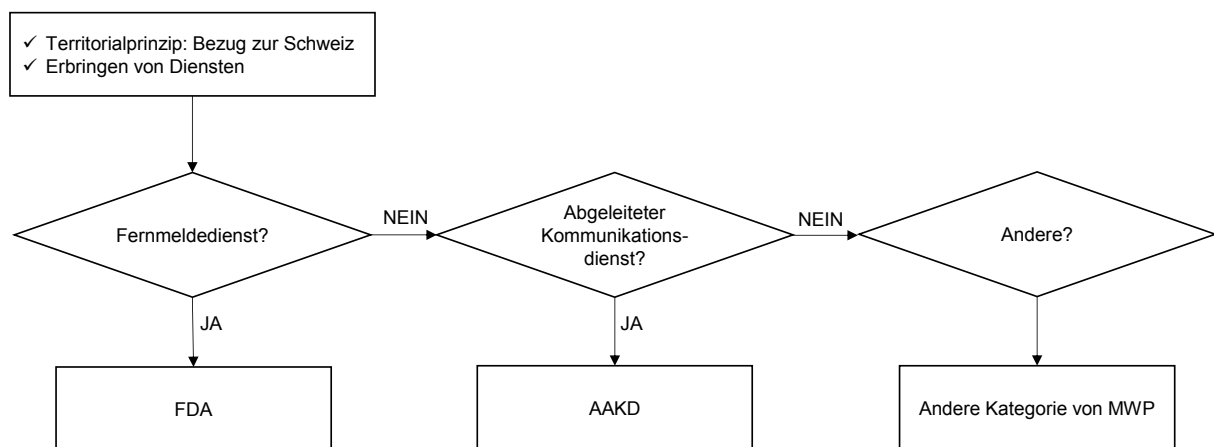 ✓ Territorialprinzip: Bezug zur Schweiz
✓ Erbringen von Diensten
Fernmeldedienst?
NEIN
Abgeleiteter
Kommunikations-
dienst?
NEIN
Andere?
JA
JA
FDA
AAKD
Andere Kategorie von MWP